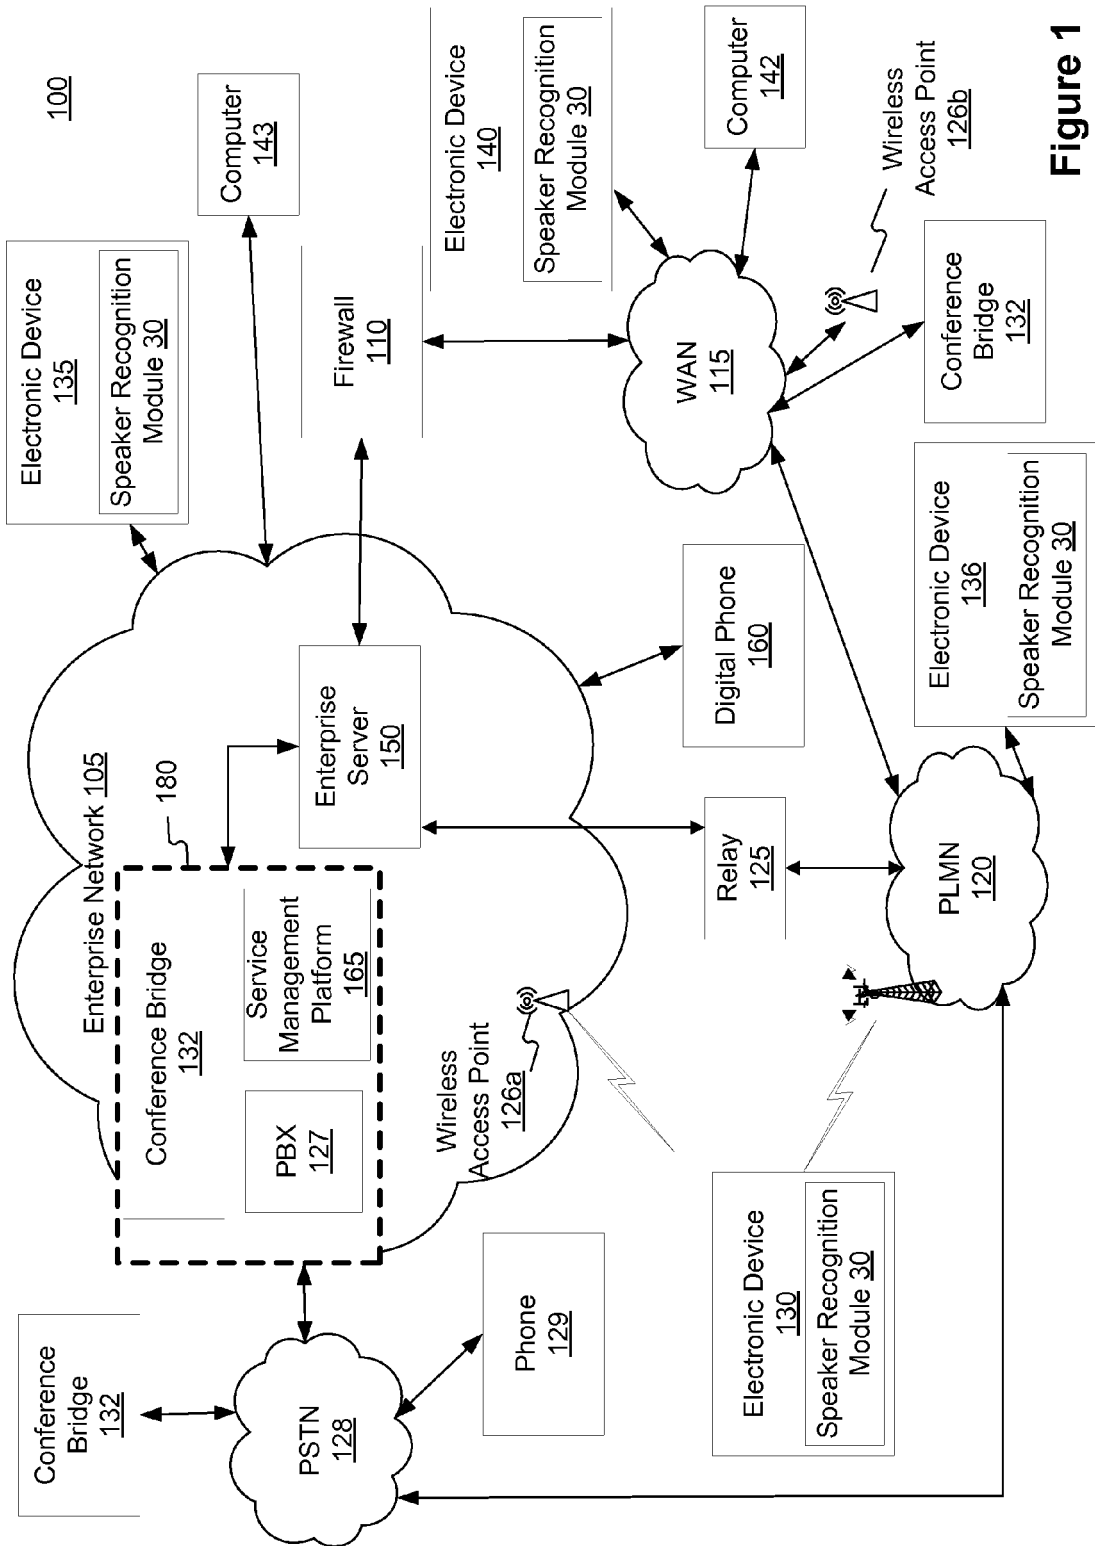 100
Conference
Bridge
132
Enterprise Network 105
180
Conference Bridge
132
PBX
127
Service
Management
Platform
165
Electronic Device
135
Speaker Recognition
Module 30
Computer
143
PSTN
128
Phone
129
Enterprise
Server
150
Firewall
110
Electronic Device
140
Speaker Recognition
Module 30
Wireless
Access Point
126a
Digital Phone
160
WAN
115
Computer
142
Relay
125
Wireless
Access Point
126b
Electronic Device
130
Speaker Recognition
Module 30
PLMN
120
Electronic Device
136
Speaker Recognition
Module 30
Conference
Bridge
132
Figure 1